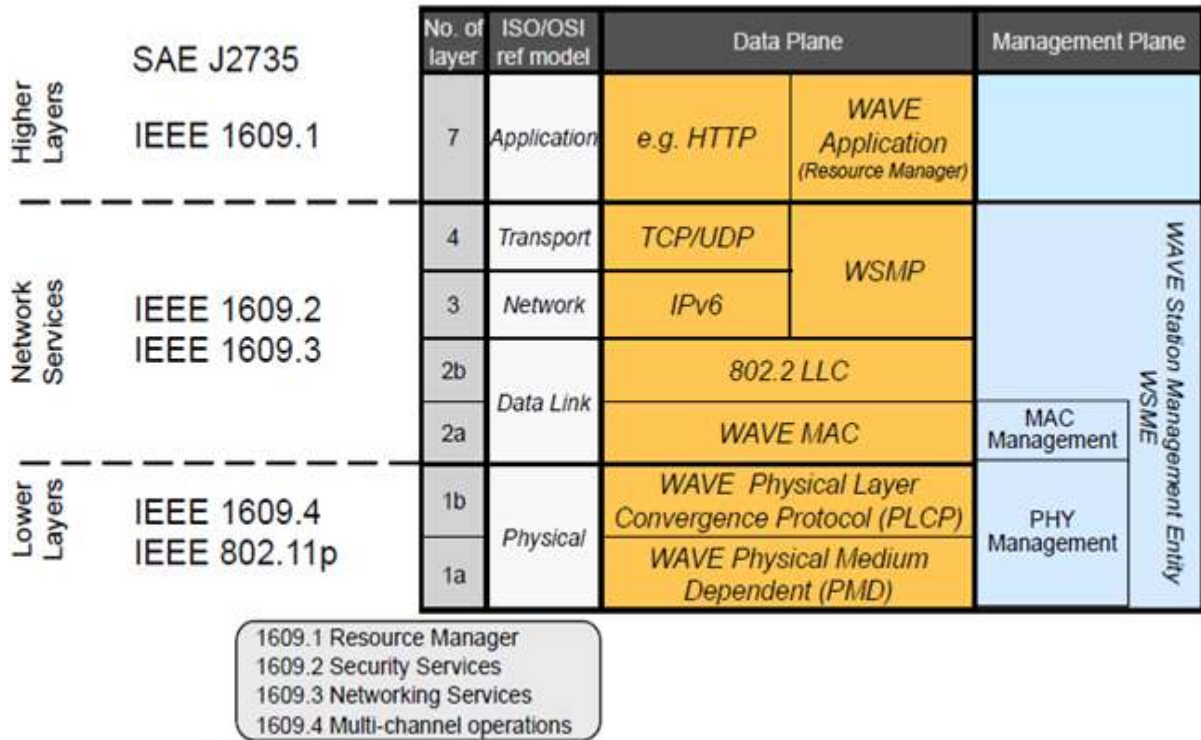 No. of
layer
ISO/OSI
ref model
Data Plane
Management Plane
Higher
Layers
SAE J2735
IEEE 1609.1
7
Application
e.g. HTTP
WAVE
Application
(Resource Manager)
Network
Services
IEEE 1609.2
IEEE 1609.3
4
Transport
TCP/UDP
WSMP
3
Network
IPv6
2b
Data Link
802.2 LLC
2a
WAVE MAC
MAC
Management
WAVE Station Management Entity
WSME
Lower
Layers
IEEE 1609.4
IEEE 802.11p
1b
Physical
WAVE Physical Layer
Convergence Protocol (PLCP)
PHY
Management
1a
WAVE Physical Medium
Dependent (PMD)
1609.1 Resource Manager
1609.2 Security Services
1609.3 Networking Services
1609.4 Multi-channel operations